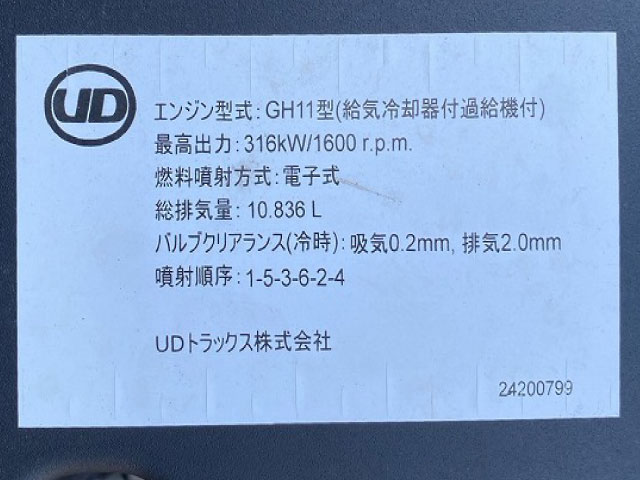 UD
エンジン型式: GH11型(給気冷却器付過給機付)
最高出力: 316kW/1600 r.p.m.
燃料噴射方式: 電子式
総排気量: 10.836 L
バルブクリアランス(冷時): 吸気0.2mm, 排気2.0mm
噴射順序: 1-5-3-6-2-4
UDトラックス株式会社
24200799